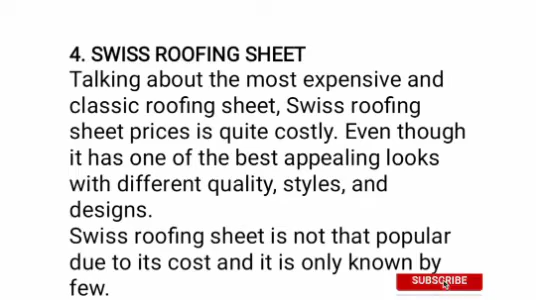 4. SWISS ROOFING SHEET
Talking about the most expensive and
classic roofing sheet, Swiss roofing
sheet prices is quite costly. Even though
it has one of the best appealing looks
with different quality, styles, and
designs.
Swiss roofing sheet is not that popular
due to its cost and it is only known by
few.
SUBSCRIBE